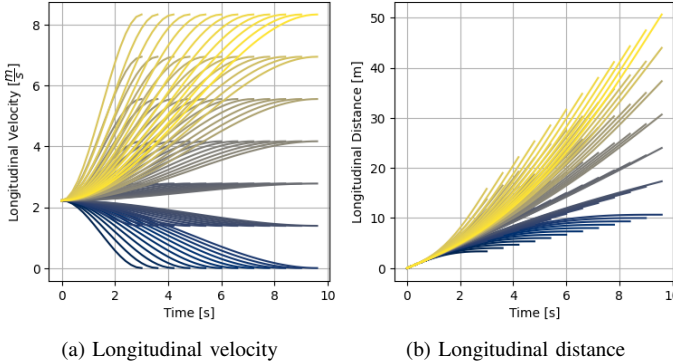 8
6
4
2
0
Longitudinal Velocity [m/s]
0 2 4 6 8 10
Time [s]
(a) Longitudinal velocity
50
40
30
20
10
0
Longitudinal Distance [m]
0 2 4 6 8 10
Time [s]
(b) Longitudinal distance